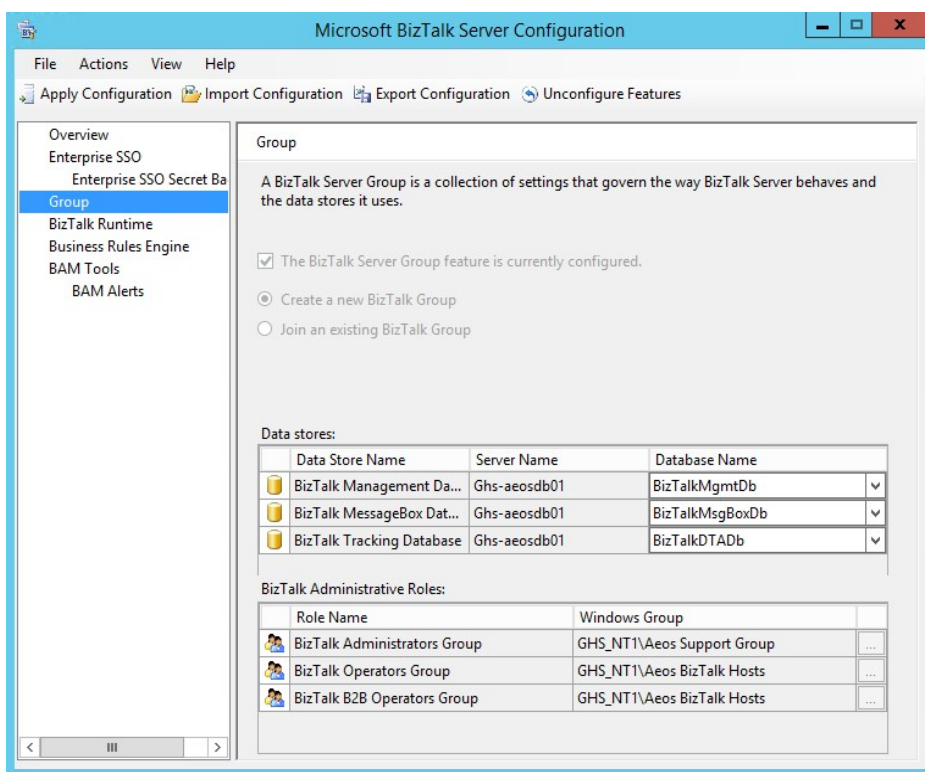 Microsoft BizTalk Server Configuration
File Actions View Help
Apply Configuration Import Configuration Export Configuration Unconfigure Features
Overview
Enterprise SSO
Enterprise SSO Secret Ba
Group
BizTalk Runtime
Business Rules Engine
BAM Tools
BAM Alerts
Group
A BizTalk Server Group is a collection of settings that govern the way BizTalk Server behaves and
the data stores it uses.
The BizTalk Server Group feature is currently configured.
Create a new BizTalk Group
Join an existing BizTalk Group
Data stores:
Data Store Name Server Name Database Name
BizTalk Management Da... Ghs-aeosdb01 BizTalkMgmtDb
BizTalk MessageBox Dat... Ghs-aeosdb01 BizTalkMsgBoxDb
BizTalk Tracking Database Ghs-aeosdb01 BizTalkDTADb
BizTalk Administrative Roles:
Role Name Windows Group
BizTalk Administrators Group GHS_NT1\Aeos Support Group ...
BizTalk Operators Group GHS_NT1\Aeos BizTalk Hosts ...
BizTalk B2B Operators Group GHS_NT1\Aeos BizTalk Hosts ...